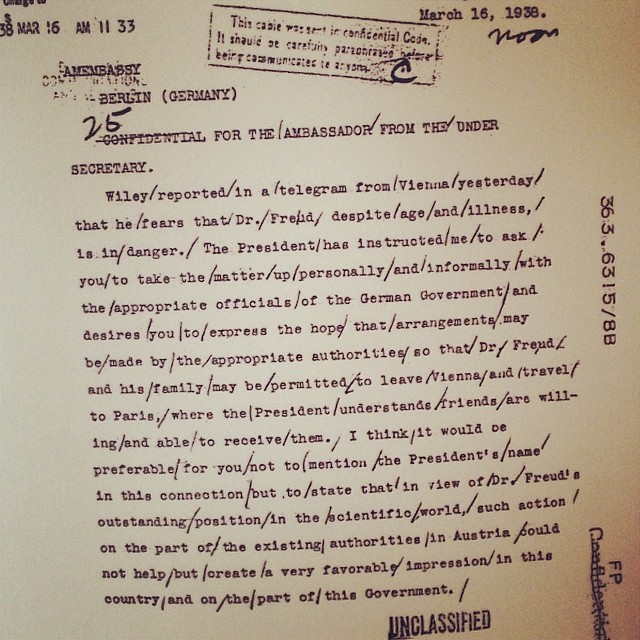 Charge to
$
38 MAR 16 AM 11 33
March 16, 1938.
noon
This cable was sent in confidential Code.
It should be carefully paraphrased before
being communicated to anyone.
C
AMEMBASSY
BERLIN (GERMANY)
25
CONFIDENTIAL FOR THE/AMBASSADOR/FROM THE/UNDER
SECRETARY.
Wiley/reported/in a/telegram from/Vienna/yesterday/
that he/fears that/Dr./Freud/ despite/age/and/illness,/
is in/danger./ The President/has instructed/me/to ask/
you/to take the/matter/up/personally/and/informally/with
the/appropriate officials/of the German Government/and
desires/you/to/express the hope/ that/arrangements/may
be/made by/the/appropriate authorities/so that/Dr/ Freud/
and his/family/may be/permitted/to leave/Vienna/and/travel/
to Paris,/where the/President/understands/friends/are will-
ing/and able/to receive/them./ I think/it would be
preferable/for you/not to/mention/the President's/name/
in this connection/but to/state that/in view of/Dr/Freud's
outstanding/position/in the/scientific/world,/such action/
on the part of/the existing/authorities/in Austria/could
not help/but/create/a very favorable/impression/in this
country/and on/the/part of/this Government./
UNCLASSIFIED
363.6315/8B
FP
Confidential